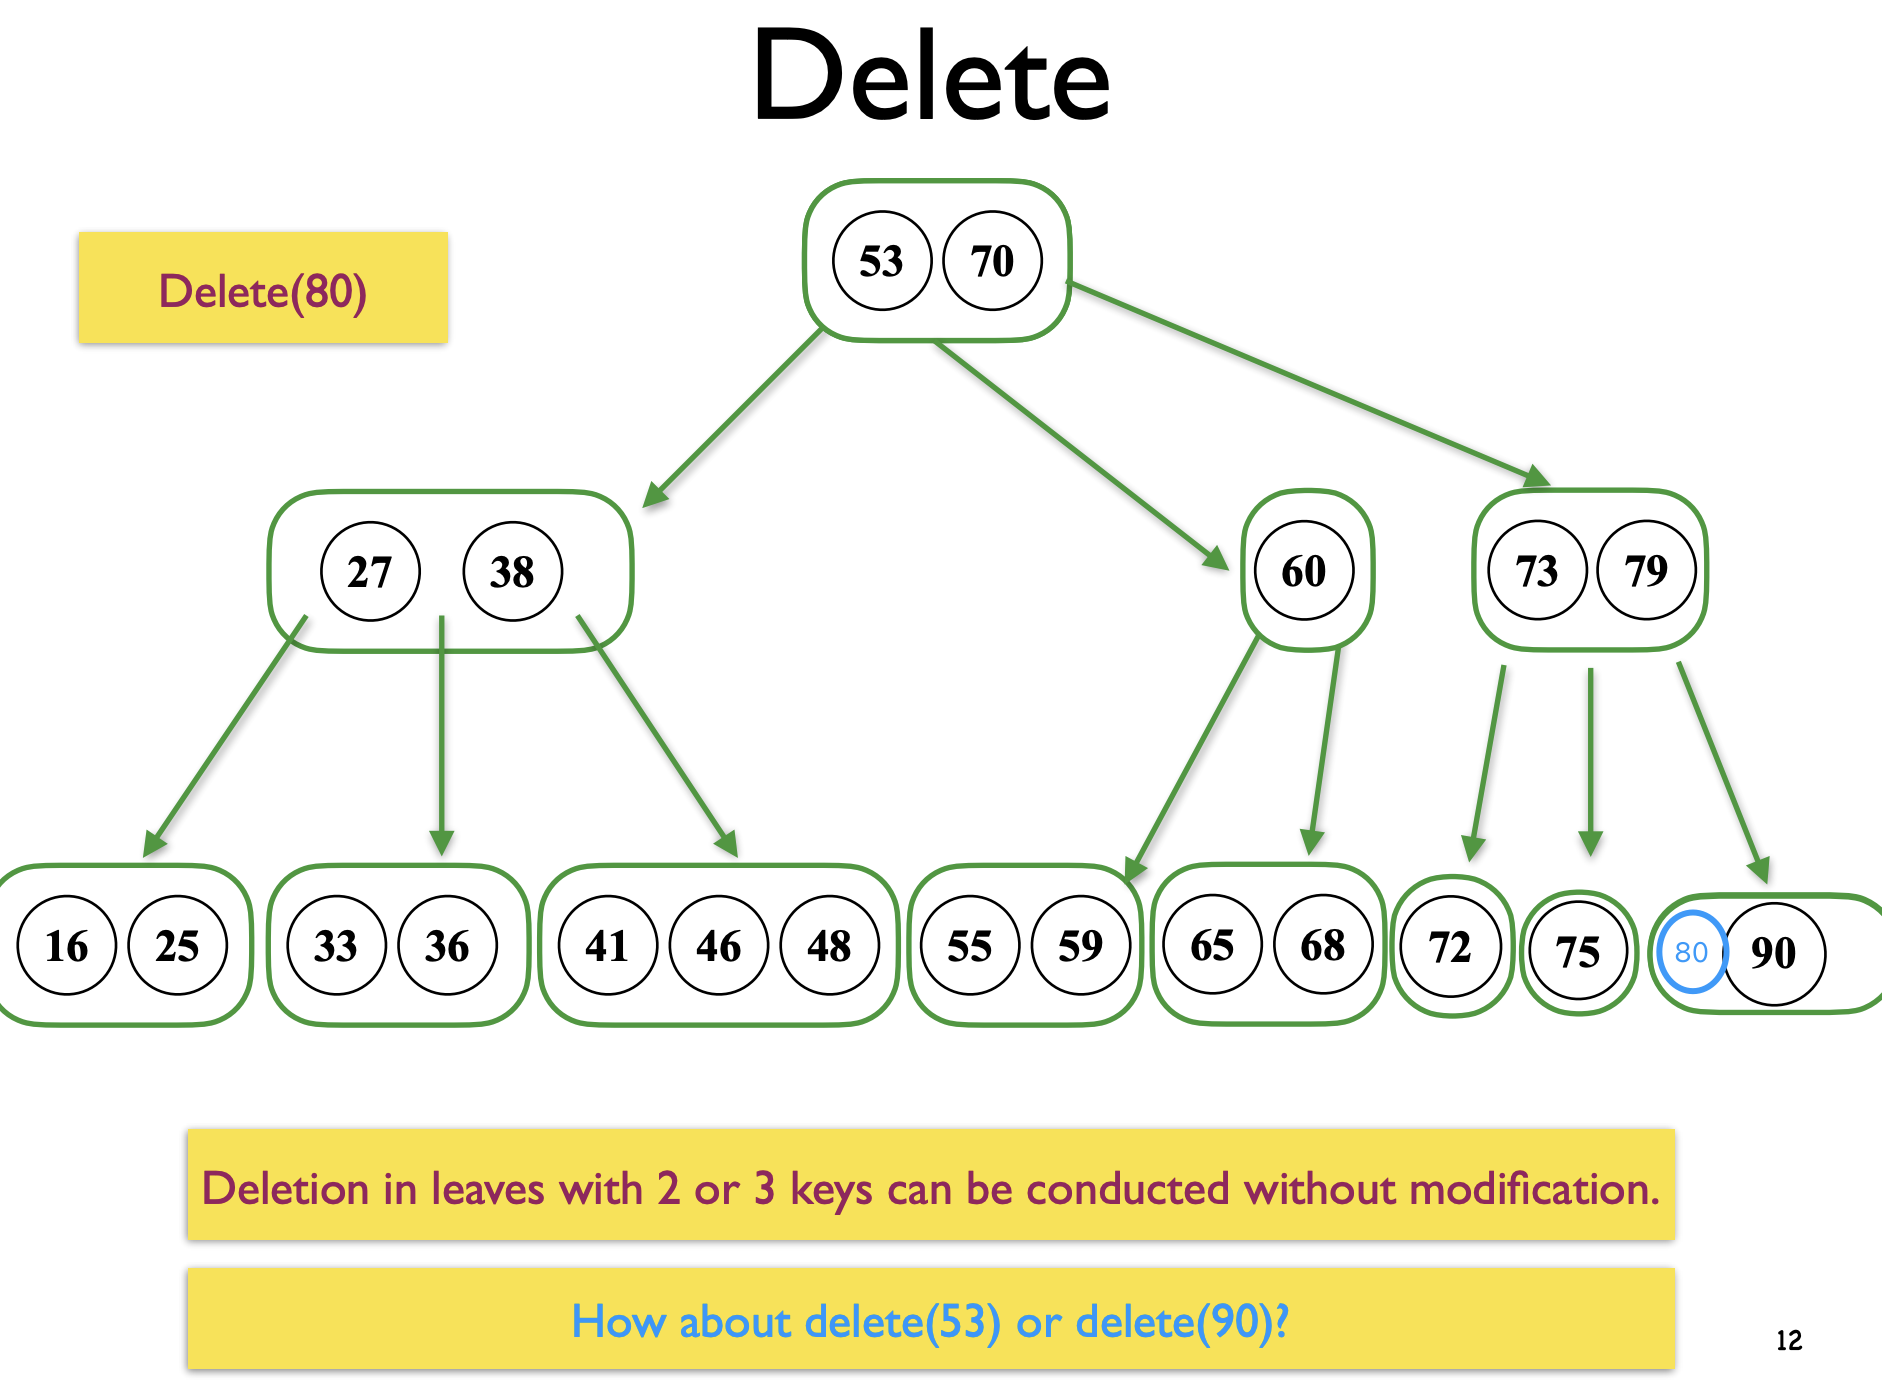 Delete
Delete(80)
53 70
27 38 60 73 79
16 25 33 36 41 46 48 55 59 65 68 72 75 80 90
Deletion in leaves with 2 or 3 keys can be conducted without modification.
How about delete(53) or delete(90)?
12